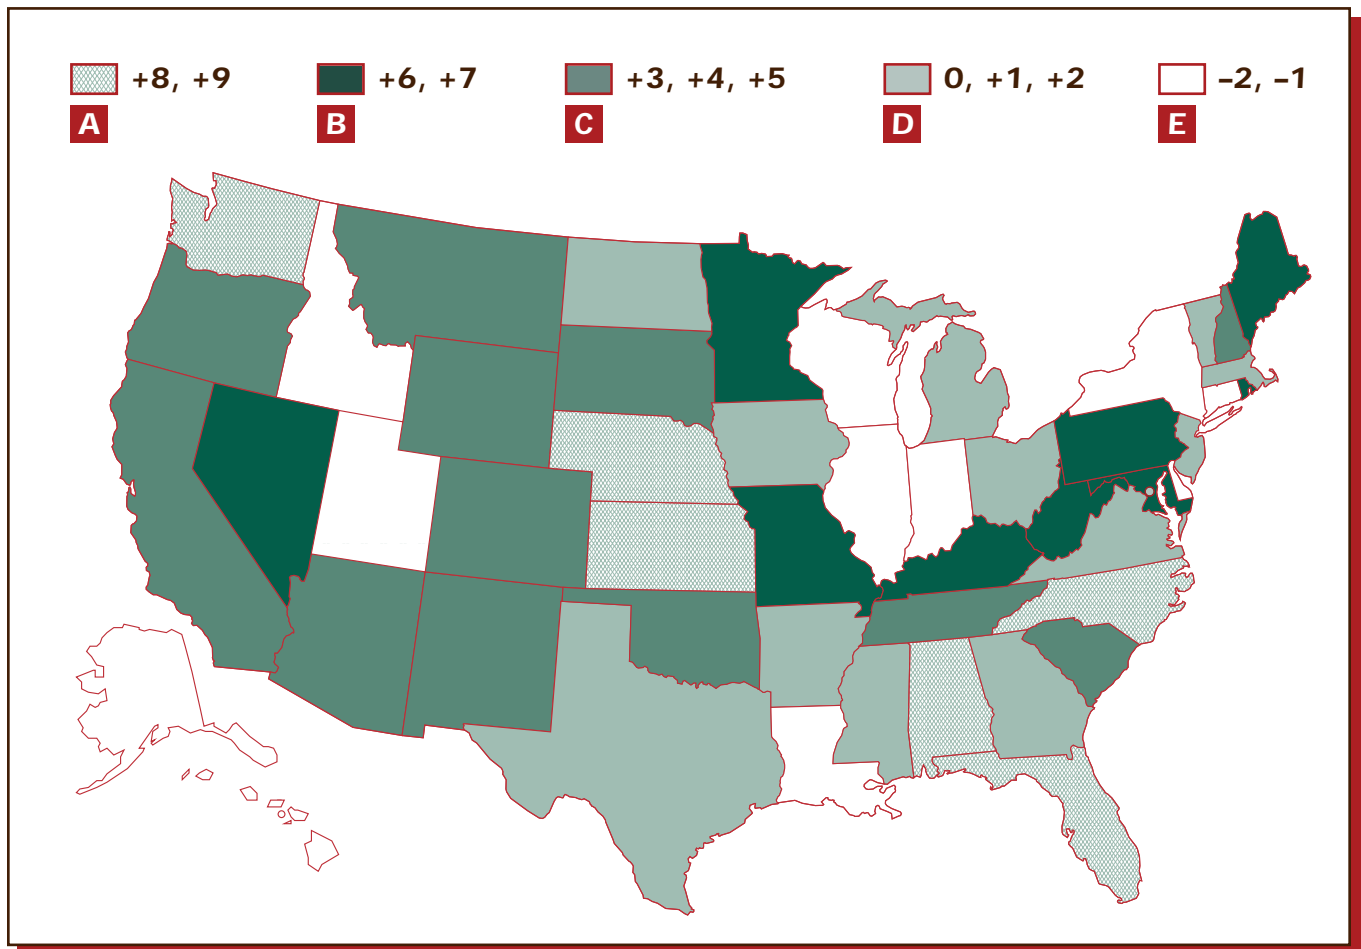 +8, +9 +6, +7 +3, +4, +5 0, +1, +2 –2, –1
A B C D E